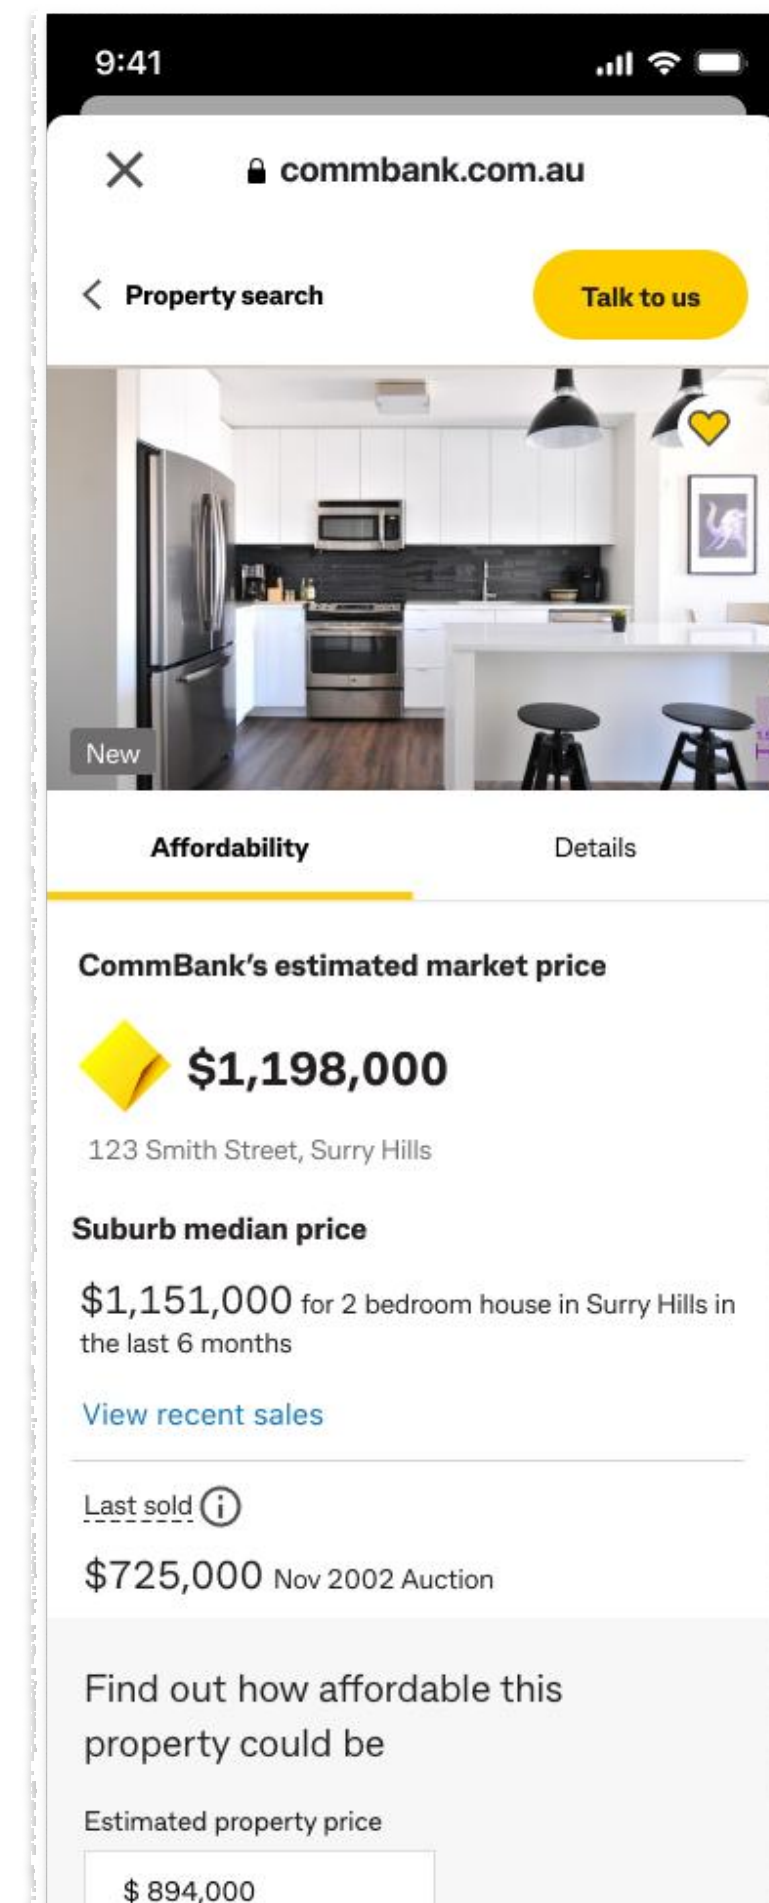 9:41
commbank.com.au
Property search
Talk to us
New
Affordability
Details
CommBank's estimated market price
$1,198,000
123 Smith Street, Surry Hills
Suburb median price
$1,151,000 for 2 bedroom house in Surry Hills in
the last 6 months
View recent sales
Last sold
$725,000 Nov 2002 Auction
Find out how affordable this
property could be
Estimated property price
$ 894,000